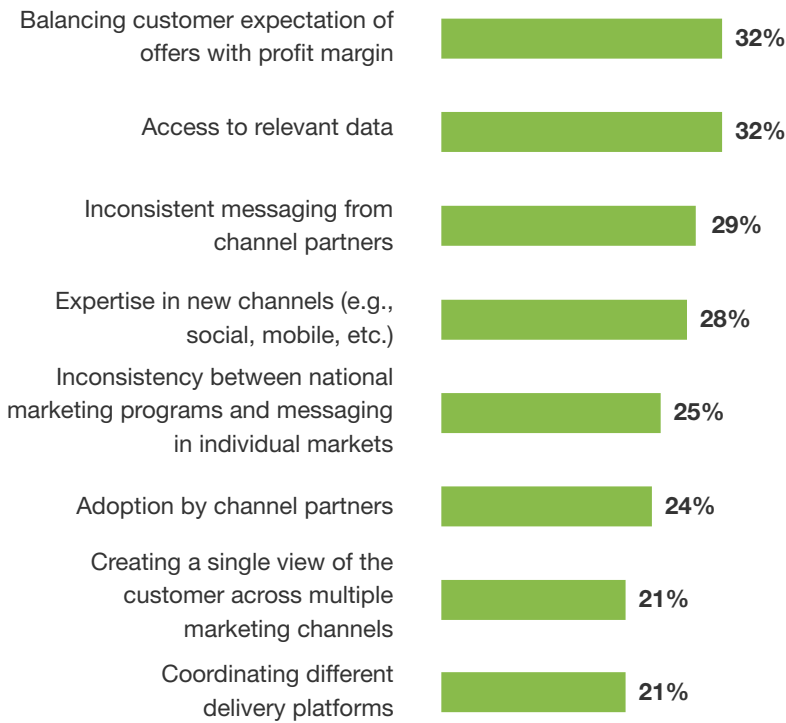 Balancing customer expectation of
offers with profit margin
32%
Access to relevant data
32%
Inconsistent messaging from
channel partners
29%
Expertise in new channels (e.g.,
social, mobile, etc.)
28%
Inconsistency between national
marketing programs and messaging
in individual markets
25%
Adoption by channel partners
24%
Creating a single view of the
customer across multiple
marketing channels
21%
Coordinating different
delivery platforms
21%